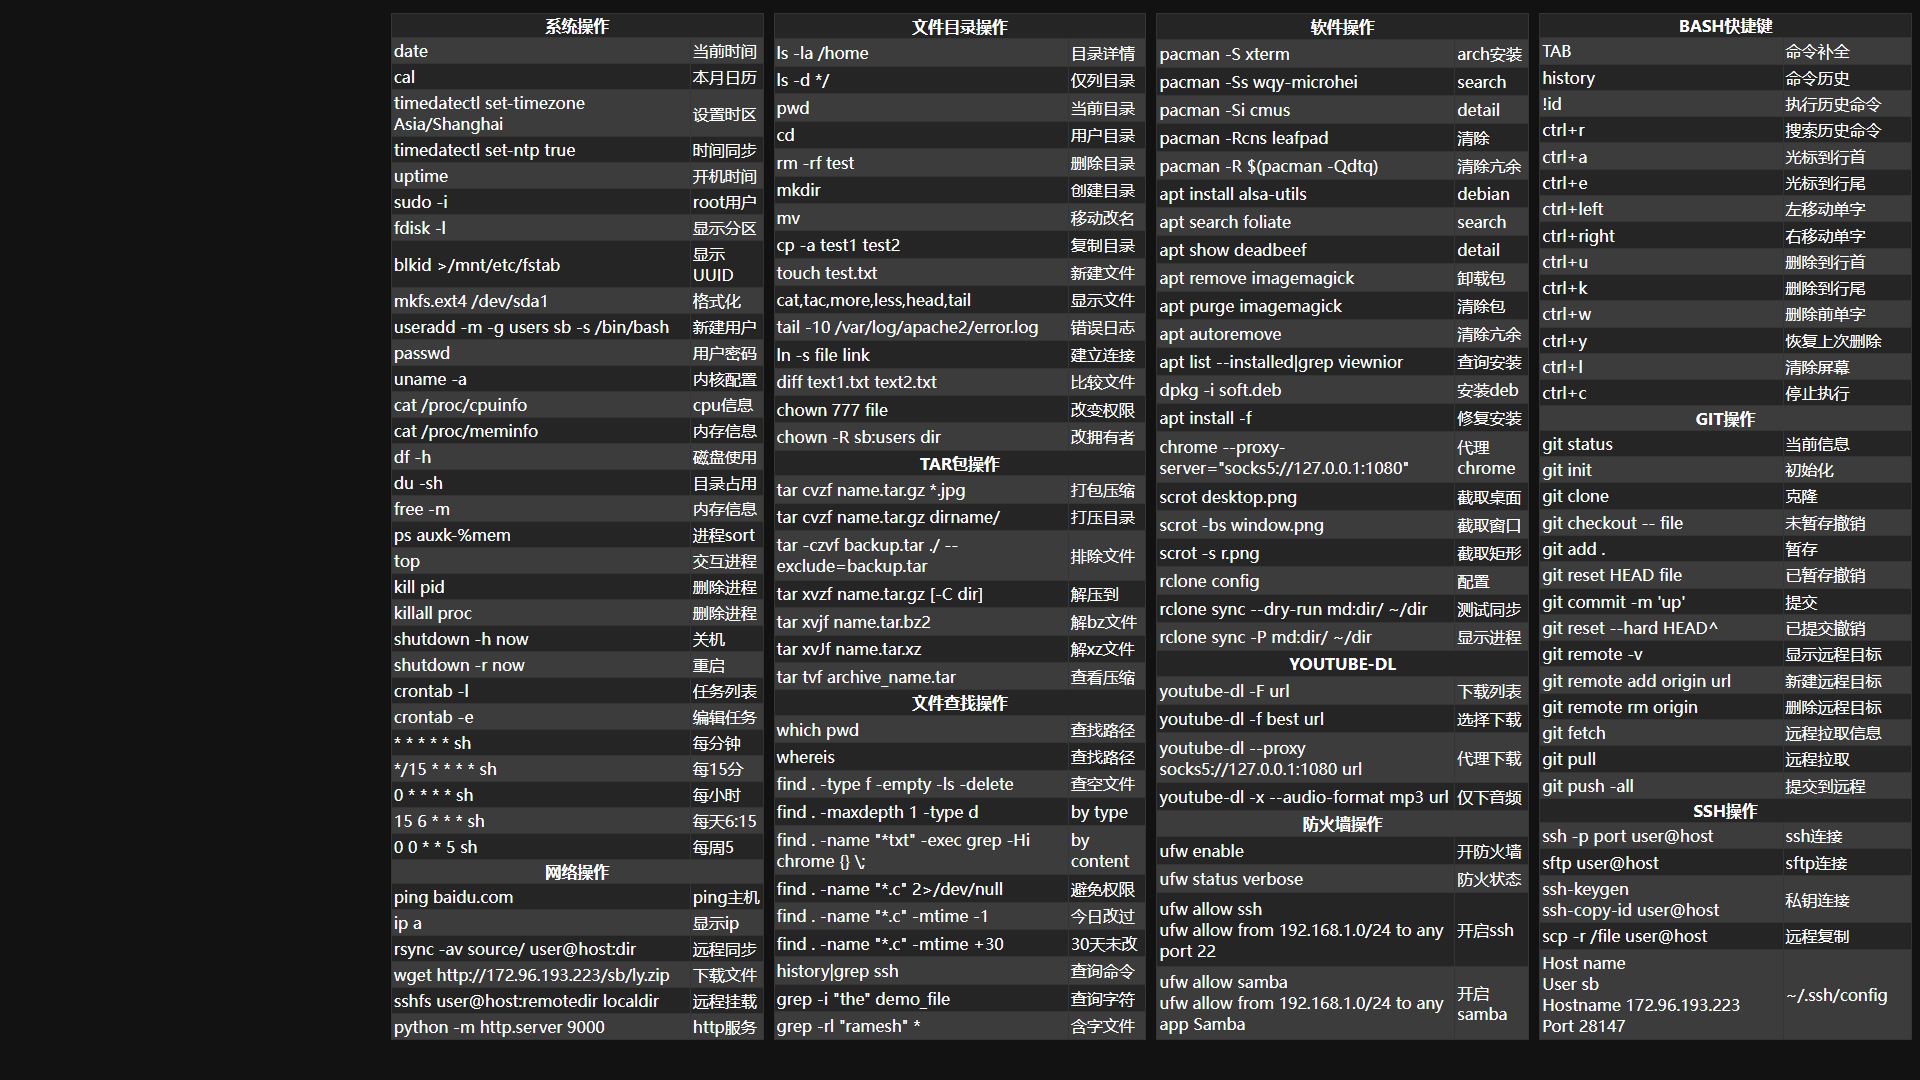 系统操作
date 当前时间
cal 本月日历
timedatectl set-timezone
Asia/Shanghai 设置时区
timedatectl set-ntp true 时间同步
uptime 开机时间
sudo -i root用户
fdisk -l 显示分区
blkid >/mnt/etc/fstab 显示
UUID
mkfs.ext4 /dev/sda1 格式化
useradd -m -g users sb -s /bin/bash 新建用户
passwd 用户密码
uname -a 内核配置
cat /proc/cpuinfo cpu信息
cat /proc/meminfo 内存信息
df -h 磁盘使用
du -sh 目录占用
free -m 内存信息
ps auxk-%mem 进程sort
top 交互进程
kill pid 删除进程
killall proc 删除进程
shutdown -h now 关机
shutdown -r now 重启
crontab -l 任务列表
crontab -e 编辑任务
* * * * * sh 每分钟
*/15 * * * * sh 每15分
0 * * * * sh 每小时
15 6 * * * sh 每天6:15
0 0 * * 5 sh 每周5
网络操作
ping baidu.com ping主机
ip a 显示ip
rsync -av source/ user@host:dir 远程同步
wget http://172.96.193.223/sb/ly.zip 下载文件
sshfs user@host:remotedir localdir 远程挂载
python -m http.server 9000 http服务
文件目录操作
ls -la /home 目录详情
ls -d */ 仅列目录
pwd 当前目录
cd 用户目录
rm -rf test 删除目录
mkdir 创建目录
mv 移动改名
cp -a test1 test2 复制目录
touch test.txt 新建文件
cat,tac,more,less,head,tail 显示文件
tail -10 /var/log/apache2/error.log 错误日志
ln -s file link 建立连接
diff text1.txt text2.txt 比较文件
chown 777 file 改变权限
chown -R sb:users dir 改拥有者
TAR包操作
tar cvzf name.tar.gz *.jpg 打包压缩
tar cvzf name.tar.gz dirname/ 打压目录
tar -czvf backup.tar ./ --
exclude=backup.tar 排除文件
tar xvzf name.tar.gz [-C dir] 解压到
tar xvjf name.tar.bz2 解bz文件
tar xvJf name.tar.xz 解xz文件
tar tvf archive_name.tar 查看压缩
文件查找操作
which pwd 查找路径
whereis 查找路径
find . -type f -empty -ls -delete 查空文件
find . -maxdepth 1 -type d by type
find . -name "*txt" -exec grep -Hi by
chrome {} \; content
find . -name "*.c" 2>/dev/null 避免权限
find . -name "*.c" -mtime -1 今日改过
find . -name "*.c" -mtime +30 30天未改
history|grep ssh 查询命令
grep -i "the" demo_file 查询字符
grep -rl "ramesh" * 含字文件
软件操作
pacman -S xterm arch安装
pacman -Ss wqy-microhei search
pacman -Si cmus detail
pacman -Rcns leafpad 清除
pacman -R $(pacman -Qdtq) 清除亢余
apt install alsa-utils debian
apt search foliate search
apt show deadbeef detail
apt remove imagemagick 卸载包
apt purge imagemagick 清除包
apt autoremove 清除亢余
apt list --installed|grep viewnior 查询安装
dpkg -i soft.deb 安装deb
apt install -f 修复安装
chrome --proxy- 代理
server="socks5://127.0.0.1:1080" chrome
scrot desktop.png 截取桌面
scrot -bs window.png 截取窗口
scrot -s r.png 截取矩形
rclone config 配置
rclone sync --dry-run md:dir/ ~/dir 测试同步
rclone sync -P md:dir/ ~/dir 显示进程
YOUTUBE-DL
youtube-dl -F url 下载列表
youtube-dl -f best url 选择下载
youtube-dl --proxy
socks5://127.0.0.1:1080 url 代理下载
youtube-dl -x --audio-format mp3 url 仅下音频
防火墙操作
ufw enable 开防火墙
ufw status verbose 防火状态
ufw allow ssh
ufw allow from 192.168.1.0/24 to any 开启ssh
port 22
ufw allow samba 开启
ufw allow from 192.168.1.0/24 to any samba
app Samba
BASH快捷键
TAB 命令补全
history 命令历史
!id 执行历史命令
ctrl+r 搜索历史命令
ctrl+a 光标到行首
ctrl+e 光标到行尾
ctrl+left 左移动单字
ctrl+right 右移动单字
ctrl+u 删除到行首
ctrl+k 删除到行尾
ctrl+w 删除前单字
ctrl+y 恢复上次删除
ctrl+l 清除屏幕
ctrl+c 停止执行
GIT操作
git status 当前信息
git init 初始化
git clone 克隆
git checkout -- file 未暂存撤销
git add . 暂存
git reset HEAD file 已暂存撤销
git commit -m 'up' 提交
git reset --hard HEAD^ 已提交撤销
git remote -v 显示远程目标
git remote add origin url 新建远程目标
git remote rm origin 删除远程目标
git fetch 远程拉取信息
git pull 远程拉取
git push -all 提交到远程
SSH操作
ssh -p port user@host ssh连接
sftp user@host sftp连接
ssh-keygen
ssh-copy-id user@host 私钥连接
scp -r /file user@host 远程复制
Host name
User sb
Hostname 172.96.193.223 ~/.ssh/config
Port 28147